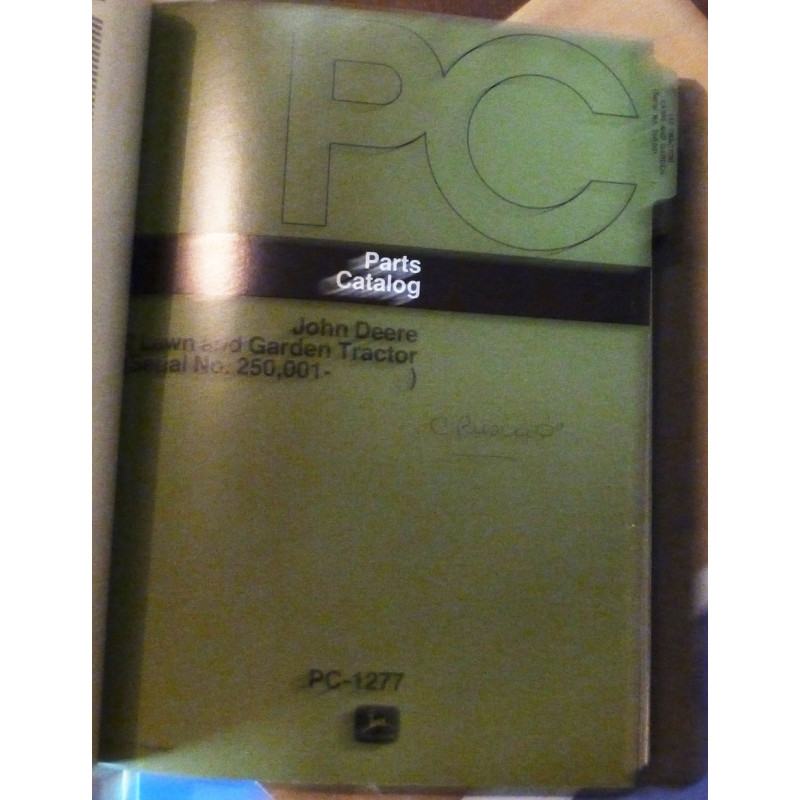 PC
Parts
Catalog
John Deere
Lawn and Garden Tractor
(Serial No. 250,001- )
PC-1277